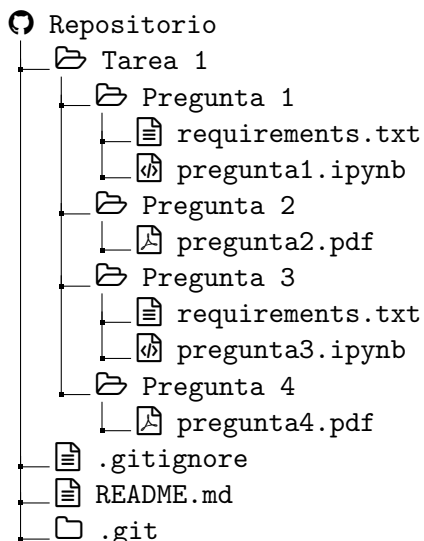 Repositorio
Tarea 1
Pregunta 1
requirements.txt
pregunta1.ipynb
Pregunta 2
pregunta2.pdf
Pregunta 3
requirements.txt
pregunta3.ipynb
Pregunta 4
pregunta4.pdf
.gitignore
README.md
.git